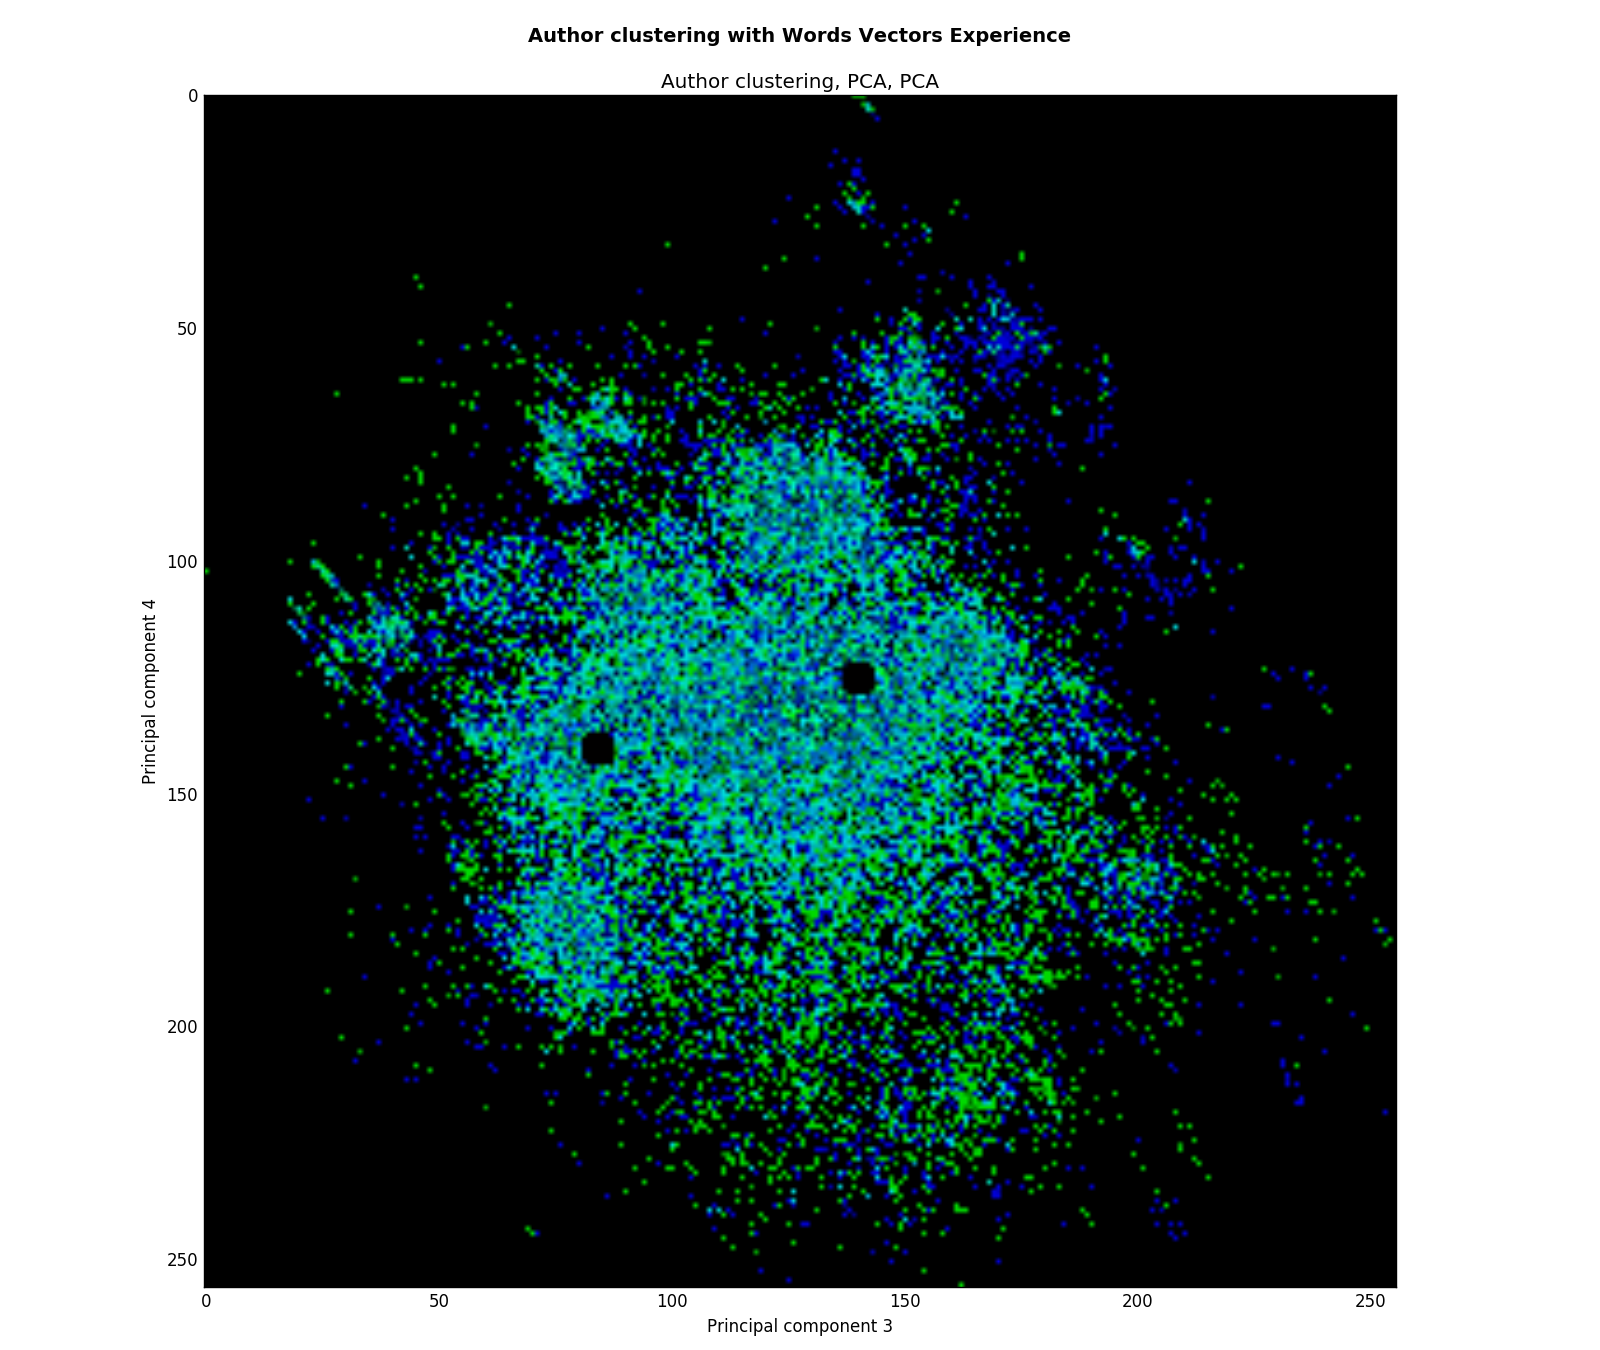 Author clustering with Words Vectors Experience
Author clustering, PCA, PCA
0
50
100
150
200
250
Principal component 4
0 50 100 150 200 250
Principal component 3